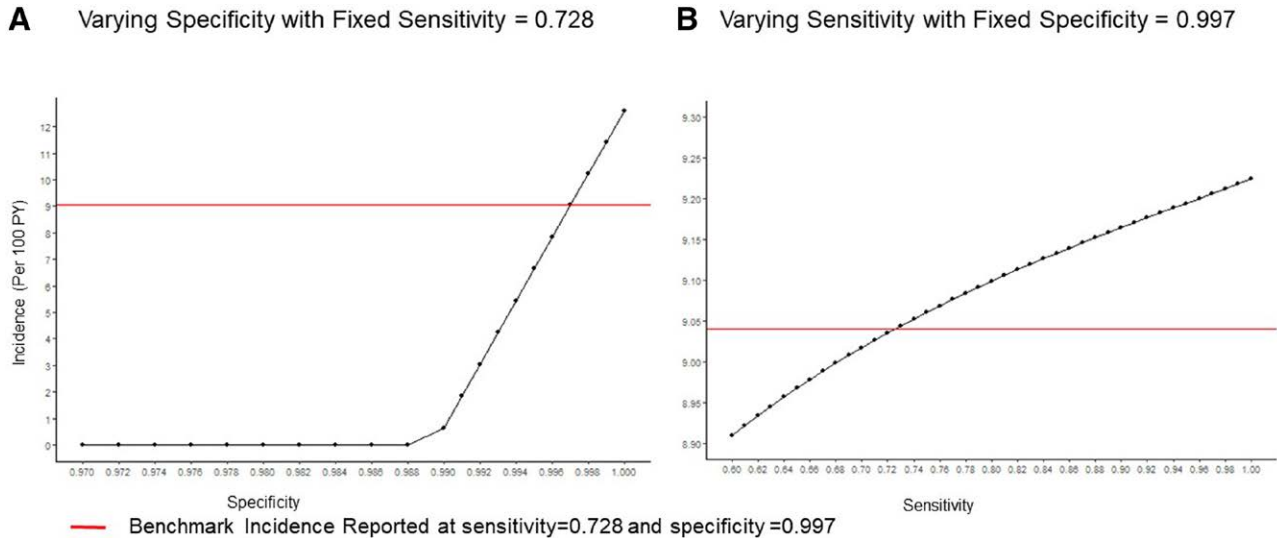 A Varying Specificity with Fixed Sensitivity = 0.728
B Varying Sensitivity with Fixed Specificity = 0.997
Incidence (Per 100 PY)
12
11
10
9
8
7
6
5
4
3
2
1
0
0.970 0.972 0.974 0.976 0.978 0.980 0.982 0.984 0.986 0.988 0.990 0.992 0.994 0.996 0.998 1.000
Specificity
9.30
9.25
9.20
9.15
9.10
9.05
9.00
8.95
8.90
0.60 0.62 0.64 0.66 0.68 0.70 0.72 0.74 0.76 0.78 0.80 0.82 0.84 0.86 0.88 0.90 0.92 0.94 0.96 0.98 1.00
Sensitivity
Benchmark Incidence Reported at sensitivity=0.728 and specificity =0.997